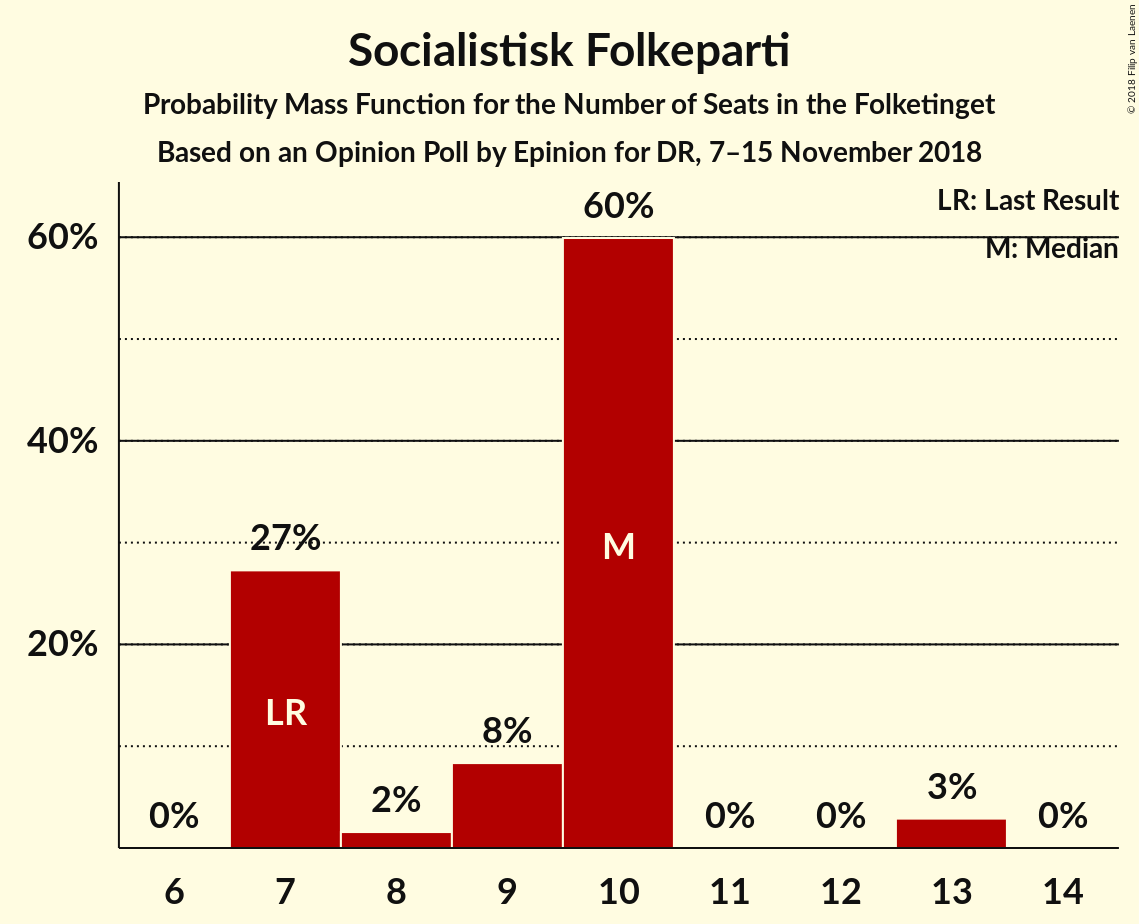 Socialistisk Folkeparti
Probability Mass Function for the Number of Seats in the Folketinget
Based on an Opinion Poll by Epinion for DR, 7–15 November 2018
© 2018 Filip van Laenen
LR: Last Result
M: Median
60%
40%
20%
0%
27%
2%
8%
60%
0%
0%
3%
0%
LR
M
6 7 8 9 10 11 12 13 14